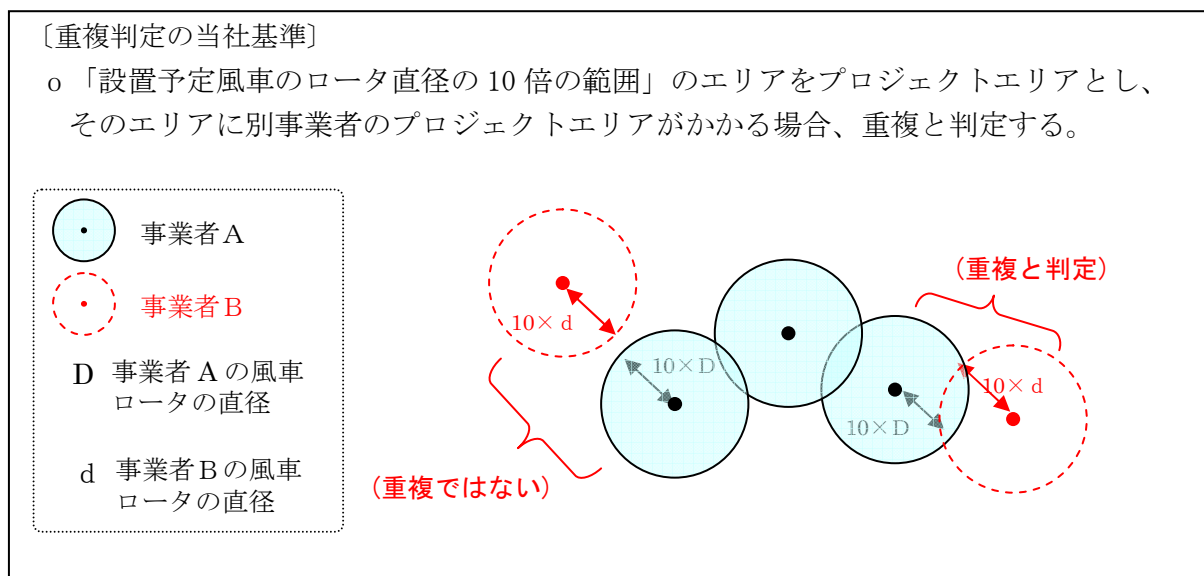 〔重複判定の当社基準〕
o 「設置予定風車のロータ直径の 10 倍の範囲」のエリアをプロジェクトエリアとし、
そのエリアに別事業者のプロジェクトエリアがかかる場合、重複と判定する。
事業者A
事業者B
D 事業者Aの風車
ロータの直径
d 事業者Bの風車
ロータの直径
10×d
(重複ではない)
10×D
10×D
(重複と判定)
10×d